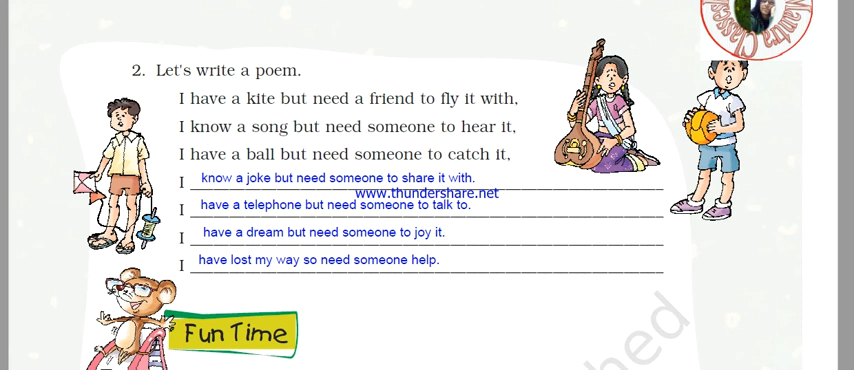 Mantra Classes
2. Let's write a poem.
I have a kite but need a friend to fly it with,
I know a song but need someone to hear it,
I have a ball but need someone to catch it,
I know a joke but need someone to share it with.
www.thundershare.net
I have a telephone but need someone to talk to.
I have a dream but need someone to joy it.
I have lost my way so need someone help.
Fun Time